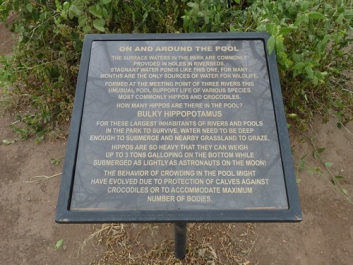 ON AND AROUND THE POOL
THE SURFACE WATERS IN THE PARK ARE COMMONLY
PROVIDED IN HOLES IN RIVERBEDS,
STAGNANT WATER PONDS LIKE THIS ONE. FOR MANY
MONTHS ARE THE ONLY SOURCES OF WATER FOR WILDLIFE.
FORMED AT THE MEETING POINT OF THREE RIVERS THIS
UNUSUAL POOL SUPPORT LIFE OF VARIOUS SPECIES
MOST COMMONLY HIPPOS AND CROCODILES.
HOW MANY HIPPOS ARE THERE IN THE POOL?
BULKY HIPPOPOTAMUS
FOR THESE LARGEST INHABITANTS OF RIVERS AND POOLS
IN THE PARK TO SURVIVE, WATER NEED TO BE DEEP
ENOUGH TO SUBMERGE AND NEARBY GRASSLAND TO GRAZE.
HIPPOS ARE SO HEAVY THAT THEY CAN WEIGH
UP TO 3 TONS GALLOPING ON THE BOTTOM WHILE
SUBMERGED AS LIGHTLY AS ASTRONAUTS ON THE MOON!
THE BEHAVIOR OF CROWDING IN THE POOL MIGHT
HAVE EVOLVED DUE TO PROTECTION OF CALVES AGAINST
CROCODILES OR TO ACCOMMODATE MAXIMUM
NUMBER OF BODIES.